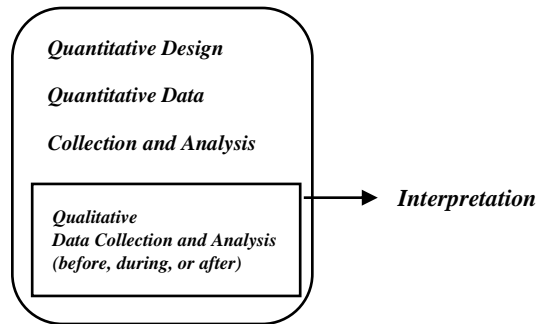 Quantitative Design
Quantitative Data
Collection and Analysis
Interpretation
Qualitative
Data Collection and Analysis
(before, during, or after)